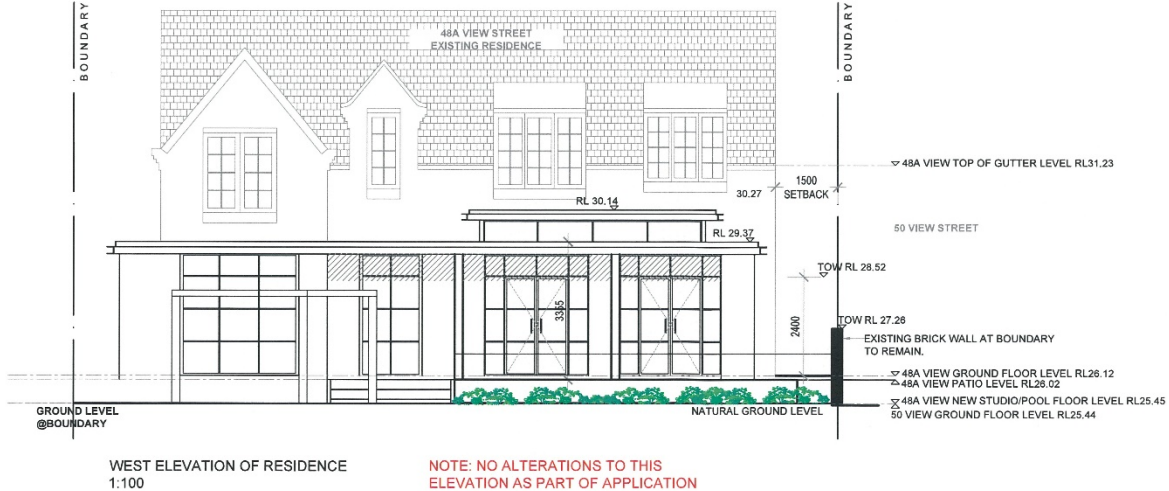 BOUNDARY
48A VIEW STREET
EXISTING RESIDENCE
BOUNDARY
48A VIEW TOP OF GUTTER LEVEL RL31.23
1500
SETBACK
30.27
RL 30.14
RL 29.37
50 VIEW STREET
TOW RL 28.52
3355
2400
TOW RL 27.26
EXISTING BRICK WALL AT BOUNDARY
TO REMAIN.
48A VIEW GROUND FLOOR LEVEL RL26.12
48A VIEW PATIO LEVEL RL26.02
48A VIEW NEW STUDIO/POOL FLOOR LEVEL RL25.45
50 VIEW GROUND FLOOR LEVEL RL25.44
GROUND LEVEL
@BOUNDARY
NATURAL GROUND LEVEL
WEST ELEVATION OF RESIDENCE
1:100
NOTE: NO ALTERATIONS TO THIS
ELEVATION AS PART OF APPLICATION